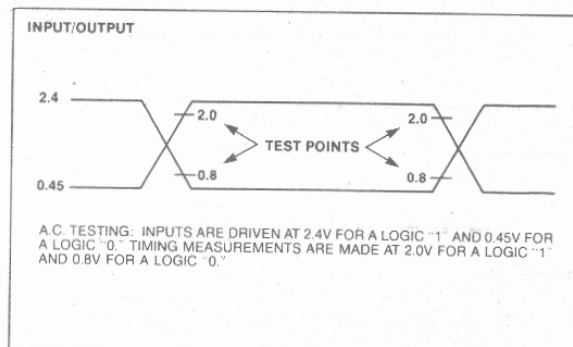 INPUT/OUTPUT
2.4
2.0
2.0
TEST POINTS
0.8
0.8
0.45
A.C. TESTING: INPUTS ARE DRIVEN AT 2.4V FOR A LOGIC "1" AND 0.45V FOR
A LOGIC "0." TIMING MEASUREMENTS ARE MADE AT 2.0V FOR A LOGIC "1"
AND 0.8V FOR A LOGIC "0."